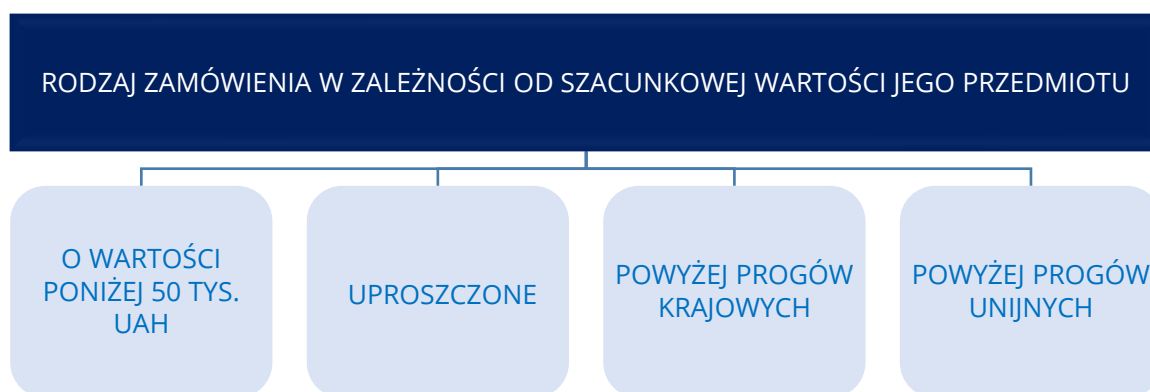 RODZAJ ZAMÓWIENIA W ZALEŻNOŚCI OD SZACUNKOWEJ WARTOŚCI JEGO PRZEDMIOTU
O WARTOŚCI
PONIŻEJ 50 TYS.
UAH
UPROSZCZONE
POWYŻEJ PROGÓW
KRAJOWYCH
POWYŻEJ PROGÓW
UNIJNYCH